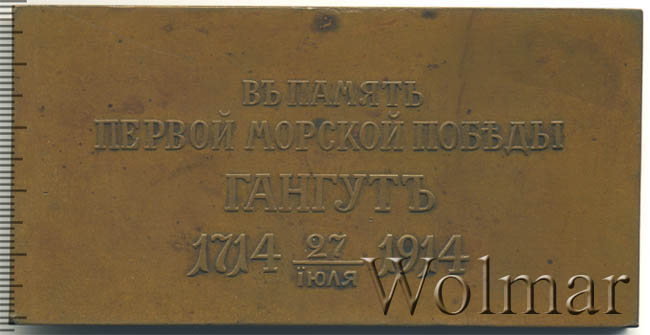 ВЪ ПАМЯТЬ
ПЕРВОЙ МОРСКОЙ ПОБѢДЫ
ГАНГУТЪ
1714 27 ІЮЛЯ 1914
Wolmar